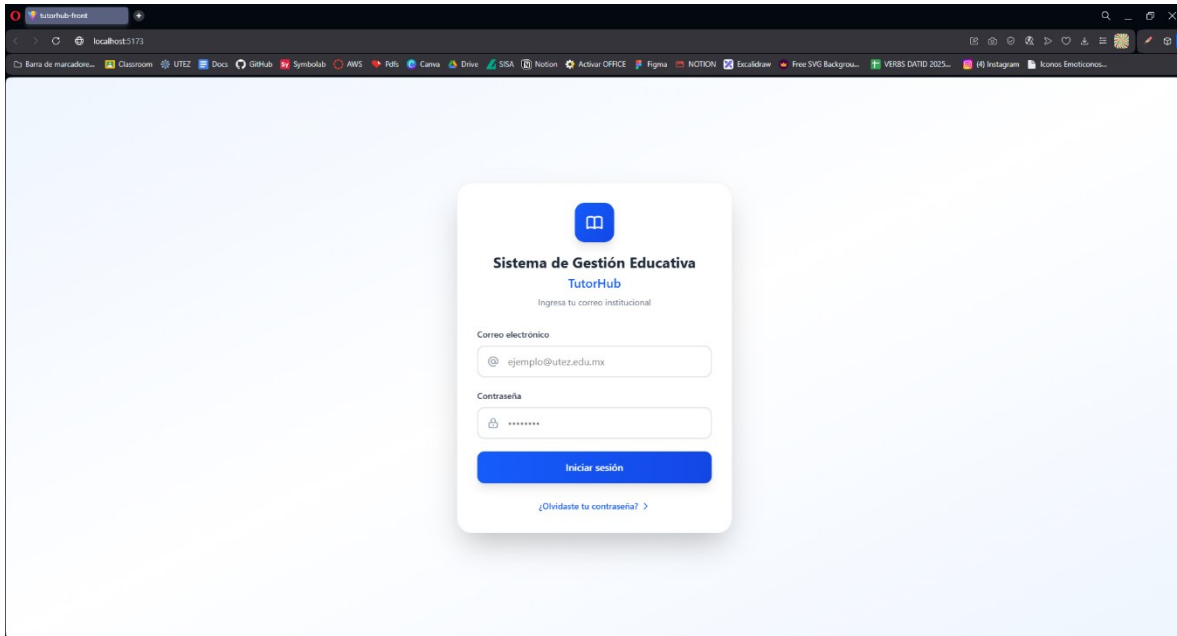 tutorhub-front
localhost:5173
Barra de marcadore... Classroom UTEZ Docs GitHub Sy Symbolab AWS Pdfs Canva Drive SISA Notion Activar OFFICE Figma NOTION Excalidraw Free SVG Backgrou... VERBS DATID 2025... (4) Instagram Iconos Emoticonos...
Sistema de Gestión Educativa
TutorHub
Ingresa tu correo institucional
Correo electrónico
@ ejemplo@utez.edu.mx
Contraseña
••••••••
Iniciar sesión
¿Olvidaste tu contraseña? >